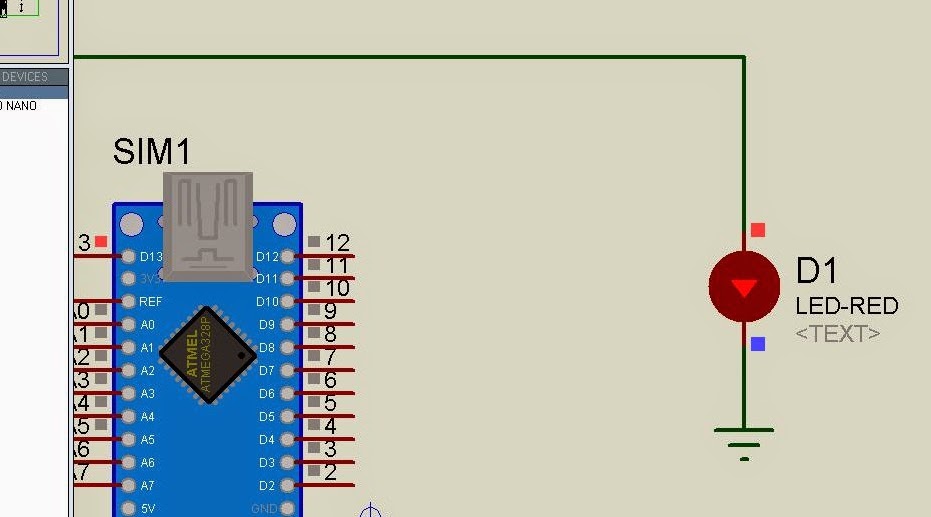 i
DEVICES
NANO
SIM1
3
12
11
10
9
8
7
6
5
4
3
2
A0
A1
A2
A3
A4
A5
A6
A7
D13
3V3
REF
A0
A1
A2
A3
A4
A5
A6
A7
5V
D12
D11
D10
D9
D8
D7
D6
D5
D4
D3
D2
GND
ATMEL
ATMEGA328P
D1
LED-RED
<TEXT>